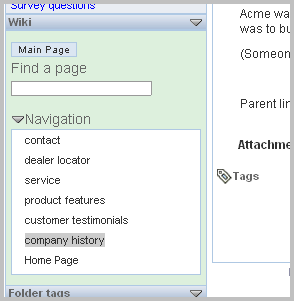 Survey questions
Wiki
Main Page
Find a page
Navigation
contact
dealer locator
service
product features
customer testimonials
company history
Home Page
Folder tags
Acme wa
was to bu
(Someon
Parent lin
Attachme
Tags